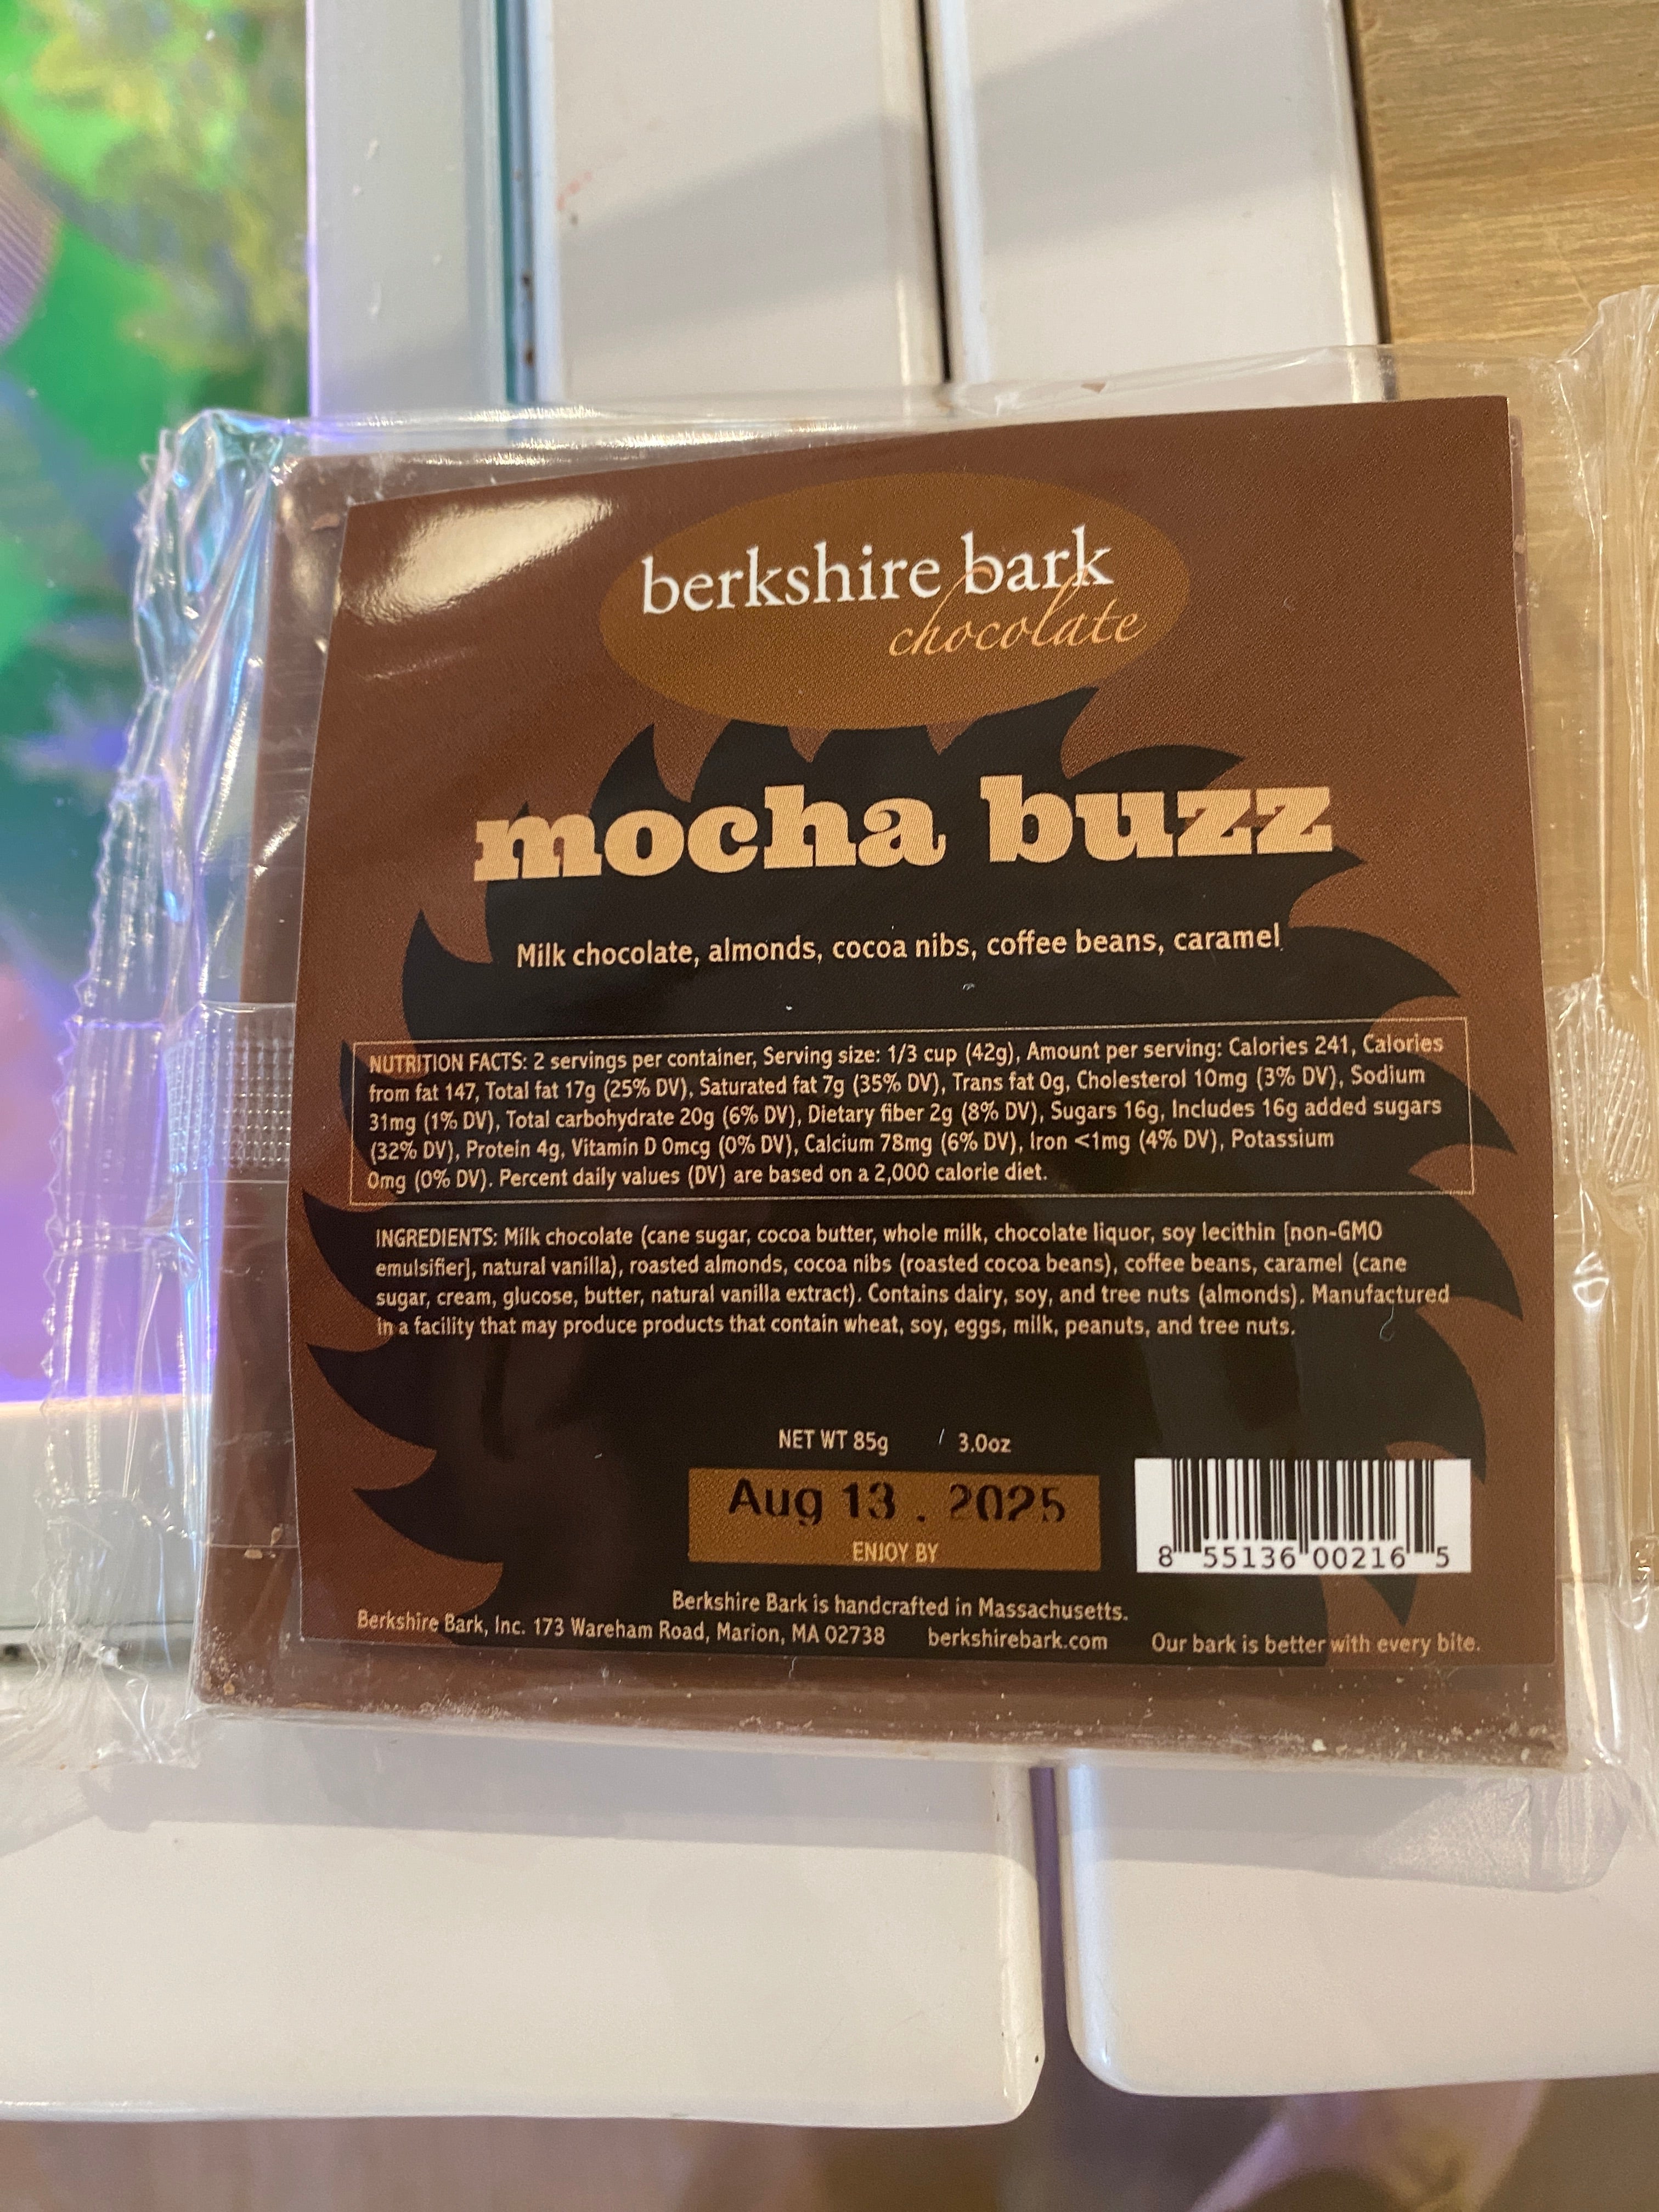 berkshire bark
chocolate
mocha buzz
Milk chocolate, almonds, cocoa nibs, coffee beans, caramel
NUTRITION FACTS: 2 servings per container, Serving size: 1/3 cup (42g), Amount per serving: Calories 241, Calories
from fat 147, Total fat 17g (25% DV), Saturated fat 7g (35% DV), Trans fat 0g, Cholesterol 10mg (3% DV), Sodium
31mg (1% DV), Total carbohydrate 20g (6% DV), Dietary fiber 2g (8% DV), Sugars 16g, Includes 16g added sugars
(32% DV), Protein 4g, Vitamin D 0mcg (0% DV), Calcium 78mg (6% DV), Iron <1mg (4% DV), Potassium
0mg (0% DV). Percent daily values (DV) are based on a 2,000 calorie diet.
INGREDIENTS: Milk chocolate (cane sugar, cocoa butter, whole milk, chocolate liquor, soy lecithin [non-GMO
emulsifier], natural vanilla), roasted almonds, cocoa nibs (roasted cocoa beans), coffee beans, caramel (cane
sugar, cream, glucose, butter, natural vanilla extract). Contains dairy, soy, and tree nuts (almonds). Manufactured
in a facility that may produce products that contain wheat, soy, eggs, milk, peanuts, and tree nuts.
NET WT 85g / 3.0oz
Aug 13 . 2025
ENJOY BY
8 55136 00216 5
Berkshire Bark is handcrafted in Massachusetts.
Berkshire Bark, Inc. 173 Wareham Road, Marion, MA 02738 berkshirebark.com Our bark is better with every bite.